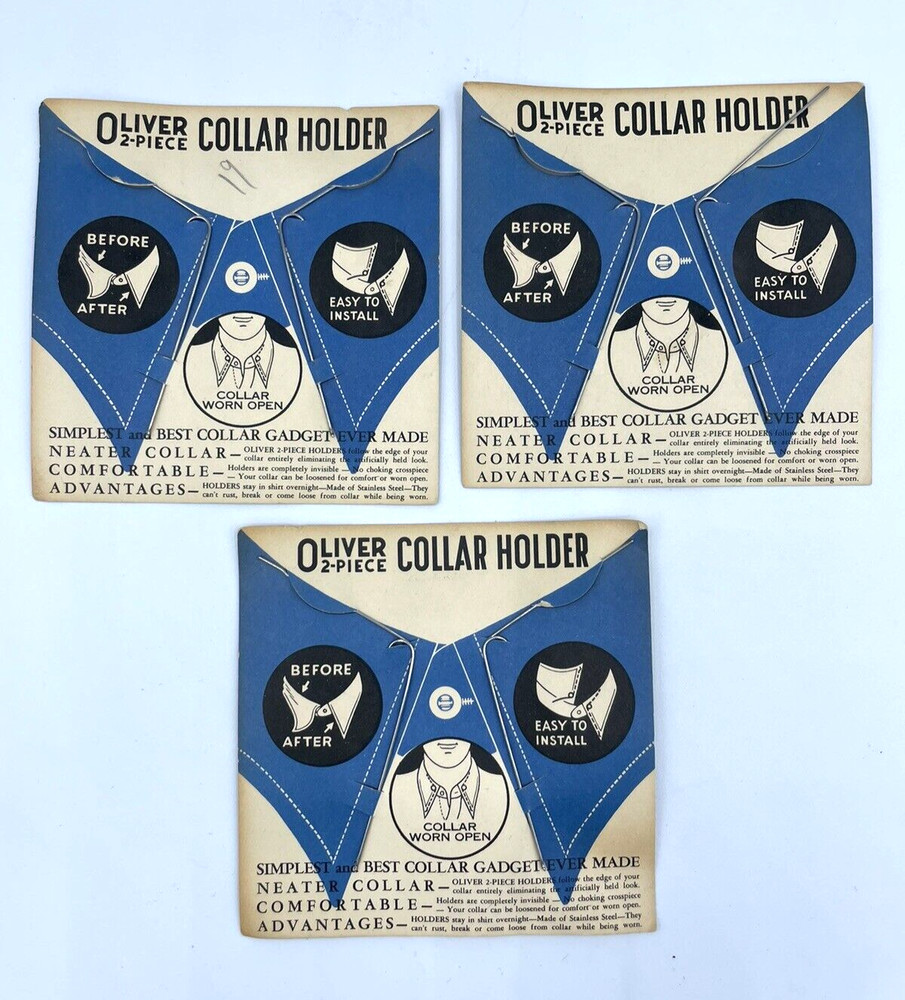 OLIVER 2-PIECE COLLAR HOLDER
19
BEFORE
AFTER
EASY TO
INSTALL
COLLAR
WORN OPEN
SIMPLEST and BEST COLLAR GADGET EVER MADE
NEATER COLLAR— OLIVER 2-PIECE HOLDERS follow the edge of your
collar entirely eliminating the artificially held look.
COMFORTABLE— Holders are completely invisible — No choking crosspiece
— Your collar can be loosened for comfort or worn open.
ADVANTAGES— HOLDERS stay in shirt overnight—Made of Stainless Steel—They
can't rust, break or come loose from collar while being worn.
OLIVER 2-PIECE COLLAR HOLDER
BEFORE
AFTER
EASY TO
INSTALL
COLLAR
WORN OPEN
SIMPLEST and BEST COLLAR GADGET EVER MADE
NEATER COLLAR— OLIVER 2-PIECE HOLDERS follow the edge of your
collar entirely eliminating the artificially held look.
COMFORTABLE— Holders are completely invisible — No choking crosspiece
— Your collar can be loosened for comfort or worn open.
ADVANTAGES— HOLDERS stay in shirt overnight—Made of Stainless Steel—They
can't rust, break or come loose from collar while being worn.
OLIVER 2-PIECE COLLAR HOLDER
BEFORE
AFTER
EASY TO
INSTALL
COLLAR
WORN OPEN
SIMPLEST and BEST COLLAR GADGET EVER MADE
NEATER COLLAR— OLIVER 2-PIECE HOLDERS follow the edge of your
collar entirely eliminating the artificially held look.
COMFORTABLE— Holders are completely invisible — No choking crosspiece
— Your collar can be loosened for comfort or worn open.
ADVANTAGES— HOLDERS stay in shirt overnight—Made of Stainless Steel—They
can't rust, break or come loose from collar while being worn.